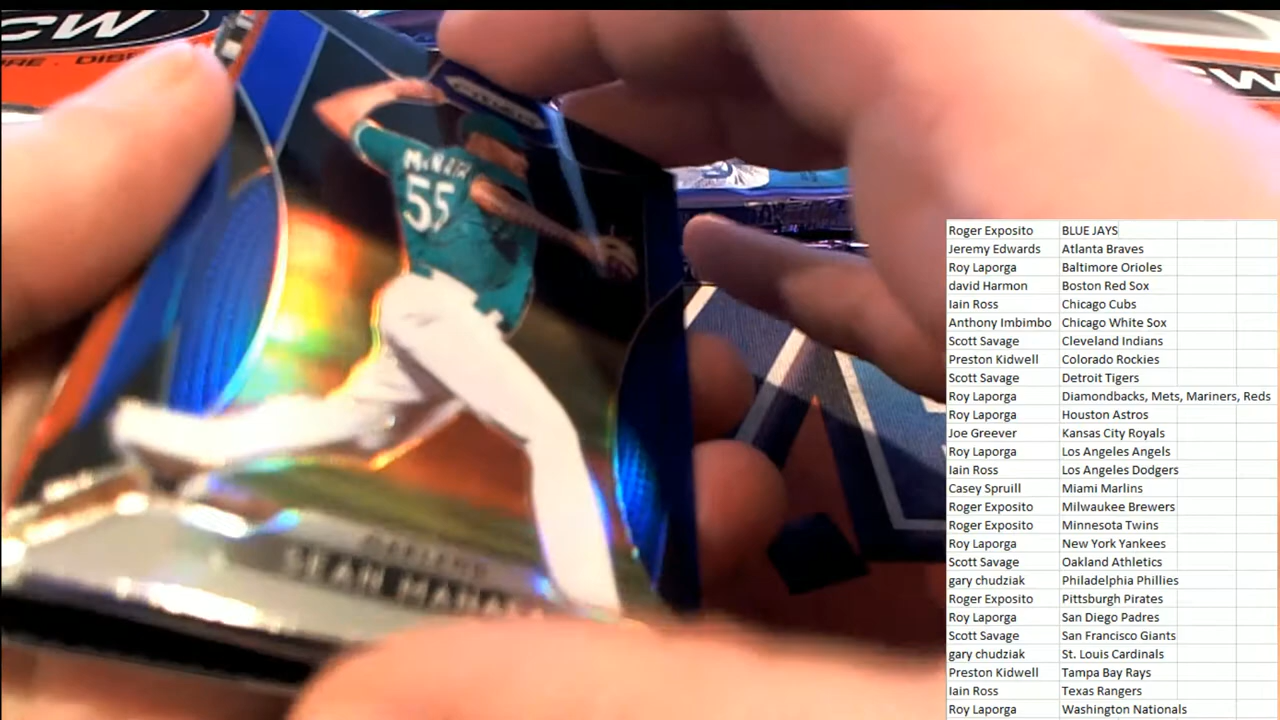 CW
PRIZM
55
CW
Roger Exposito BLUE JAYS
Jeremy Edwards Atlanta Braves
Roy Laporga Baltimore Orioles
david Harmon Boston Red Sox
Iain Ross Chicago Cubs
Anthony Imbimbo Chicago White Sox
Scott Savage Cleveland Indians
Preston Kidwell Colorado Rockies
Scott Savage Detroit Tigers
Roy Laporga Diamondbacks, Mets, Mariners, Reds
Roy Laporga Houston Astros
Joe Greever Kansas City Royals
Roy Laporga Los Angeles Angels
Iain Ross Los Angeles Dodgers
Casey Spruill Miami Marlins
Roger Exposito Milwaukee Brewers
Roger Exposito Minnesota Twins
Roy Laporga New York Yankees
Scott Savage Oakland Athletics
gary chudziak Philadelphia Phillies
Roger Exposito Pittsburgh Pirates
Roy Laporga San Diego Padres
Scott Savage San Francisco Giants
gary chudziak St. Louis Cardinals
Preston Kidwell Tampa Bay Rays
Iain Ross Texas Rangers
Roy Laporga Washington Nationals